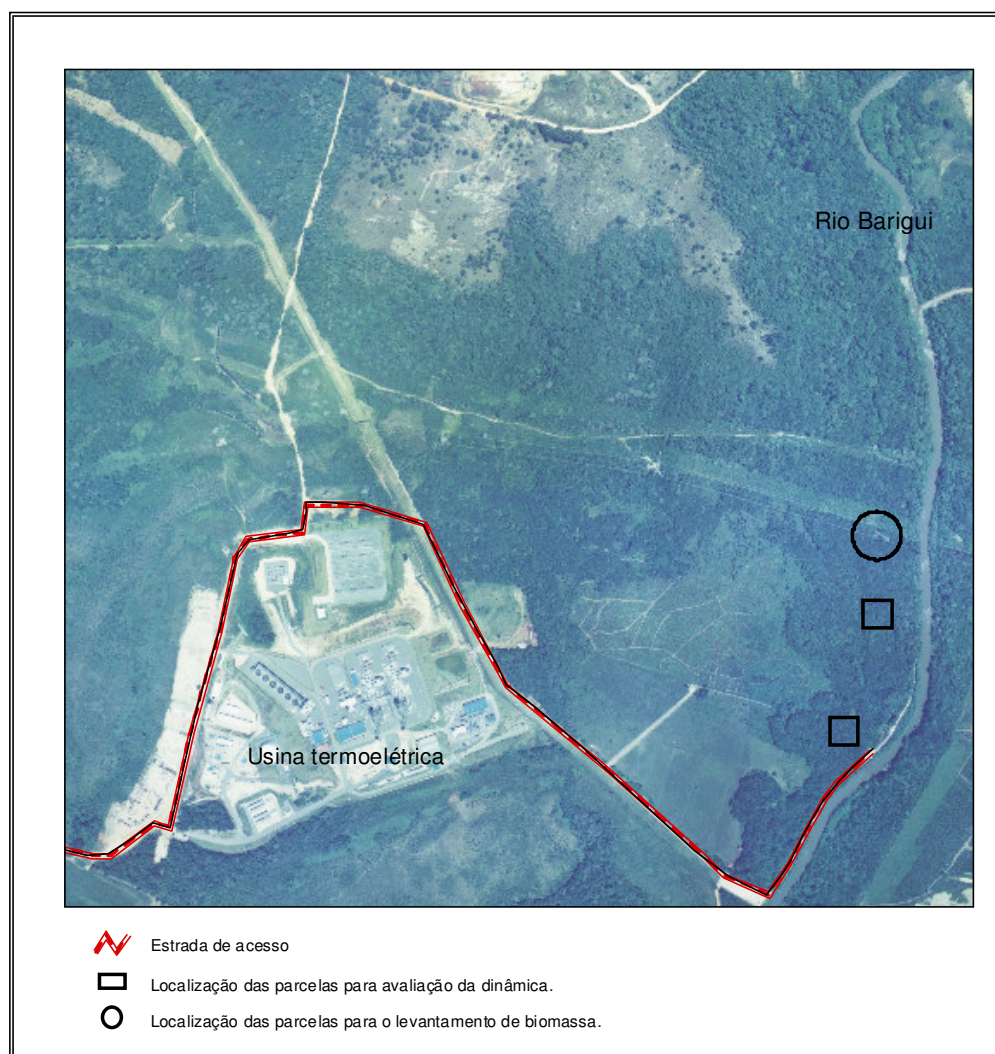 Rio Barigui
Usina termoelétrica
Estrada de acesso
Localização das parcelas para avaliação da dinâmica.
Localização das parcelas para o levantamento de biomassa.